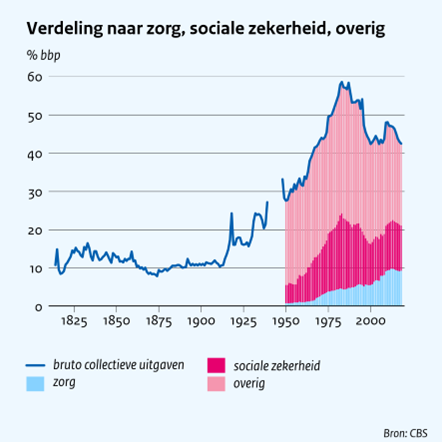 Verdeling naar zorg, sociale zekerheid, overig
% bbp
60
50
40
30
20
10
0
1825 1850 1875 1900 1925 1950 1975 2000
bruto collectieve uitgaven
sociale zekerheid
zorg
overig
Bron: CBS